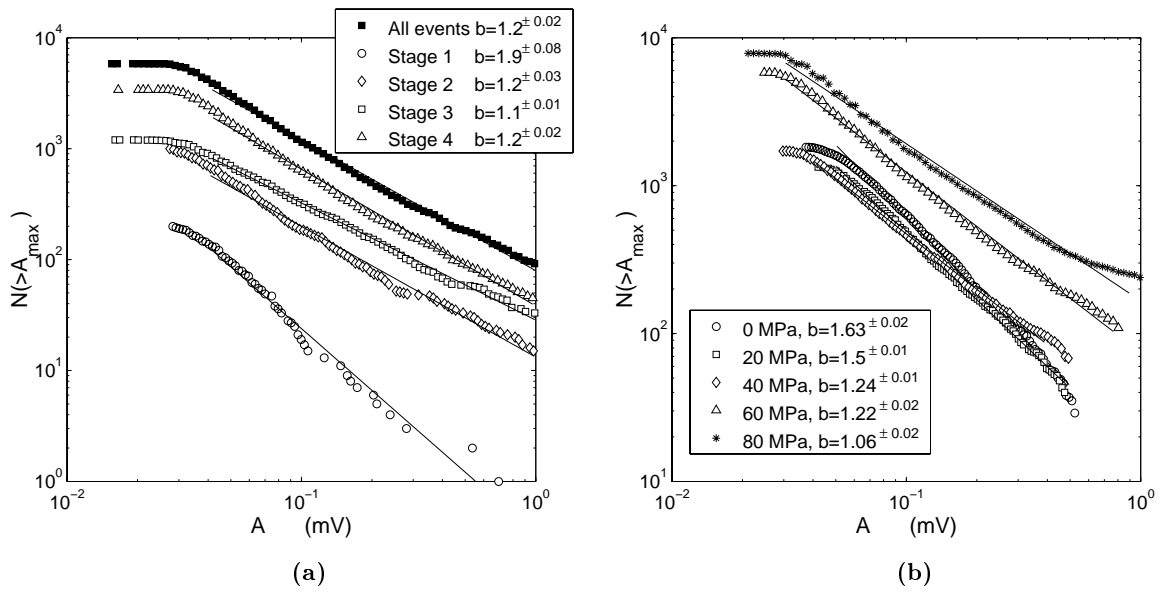 All events b=1.2± 0.02
Stage 1 b=1.9± 0.08
Stage 2 b=1.2± 0.03
Stage 3 b=1.1± 0.01
Stage 4 b=1.2± 0.02
10^4
10^3
10^2
10^1
10^0
N(>A_max)
10^-2
10^-1
10^0
A (mV)
(a)
10^4
10^3
10^2
10^1
N(>A_max)
0 MPa, b=1.63± 0.02
20 MPa, b=1.5± 0.01
40 MPa, b=1.24± 0.01
60 MPa, b=1.22± 0.02
80 MPa, b=1.06± 0.02
10^-2
10^-1
10^0
A (mV)
(b)